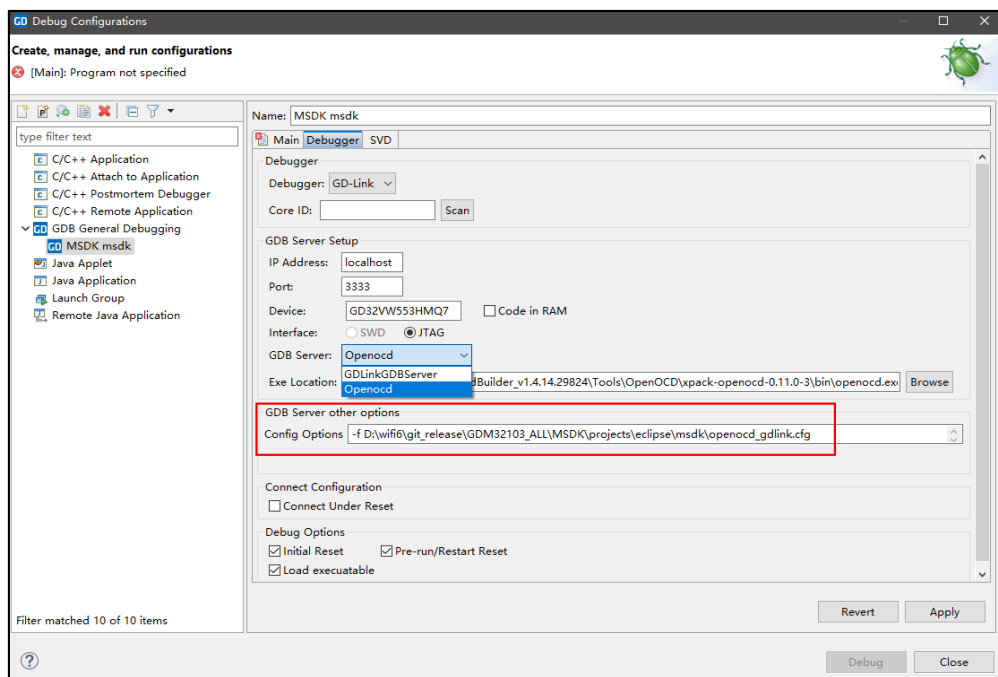 GD Debug Configurations
Create, manage, and run configurations
[Main]: Program not specified
type filter text
C/C++ Application
C/C++ Attach to Application
C/C++ Postmortem Debugger
C/C++ Remote Application
GD GDB General Debugging
GD MSDK msdk
Java Applet
Java Application
Launch Group
Remote Java Application
Filter matched 10 of 10 items
Name: MSDK msdk
Main Debugger SVD
Debugger
Debugger: GD-Link
Core ID: Scan
GDB Server Setup
IP Address: localhost
Port: 3333
Device: GD32VW553HMQ7 Code in RAM
Interface: SWD JTAG
GDB Server: Openocd
GDLinkGDBServer
Openocd
Exe Location: dBuilder_v1.4.14.29824\Tools\OpenOCD\xpack-openocd-0.11.0-3\bin\openocd.exe Browse
GDB Server other options
Config Options -f D:\wifi6\git_release\GDM32103_ALL\MSDK\projects\eclipse\msdk\openocd_gdlink.cfg
Connect Configuration
Connect Under Reset
Debug Options
Initial Reset Pre-run/Restart Reset
Load execuatable
Revert Apply
Debug Close